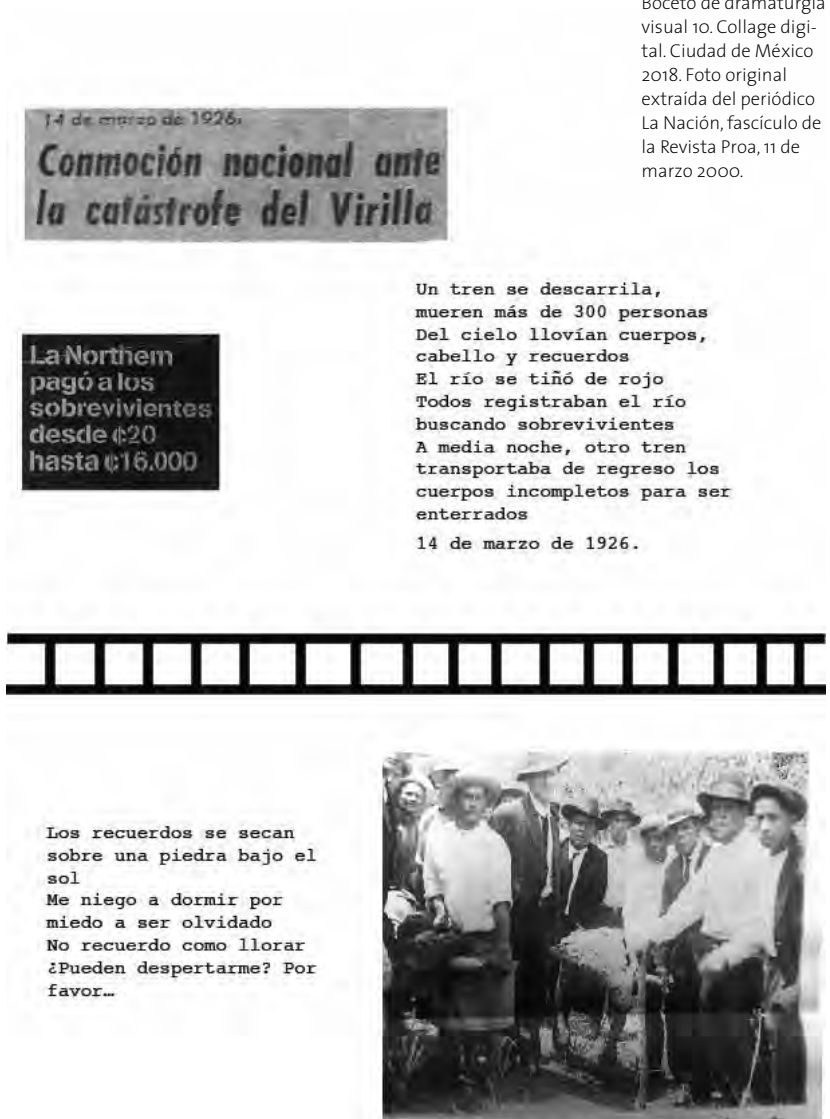 Boceto de dramaturgia
visual 10. Collage digi-
tal. Ciudad de México
2018. Foto original
extraída del periódico
La Nación, fascículo de
la Revista Proa, 11 de
marzo 2000.
14 de marzo de 1926.
Conmoción nacional ante
la catástrofe del Virilla
La Northem
pagó a los
sobrevivientes
desde ¢20
hasta ¢16.000
Un tren se descarrila,
mueren más de 300 personas
Del cielo llovían cuerpos,
cabello y recuerdos
El río se tiñó de rojo
Todos registraban el río
buscando sobrevivientes
A media noche, otro tren
transportaba de regreso los
cuerpos incompletos para ser
enterrados
14 de marzo de 1926.
Los recuerdos se secan
sobre una piedra bajo el
sol
Me niego a dormir por
miedo a ser olvidado
No recuerdo como llorar
¿Pueden despertarme? Por
favor…